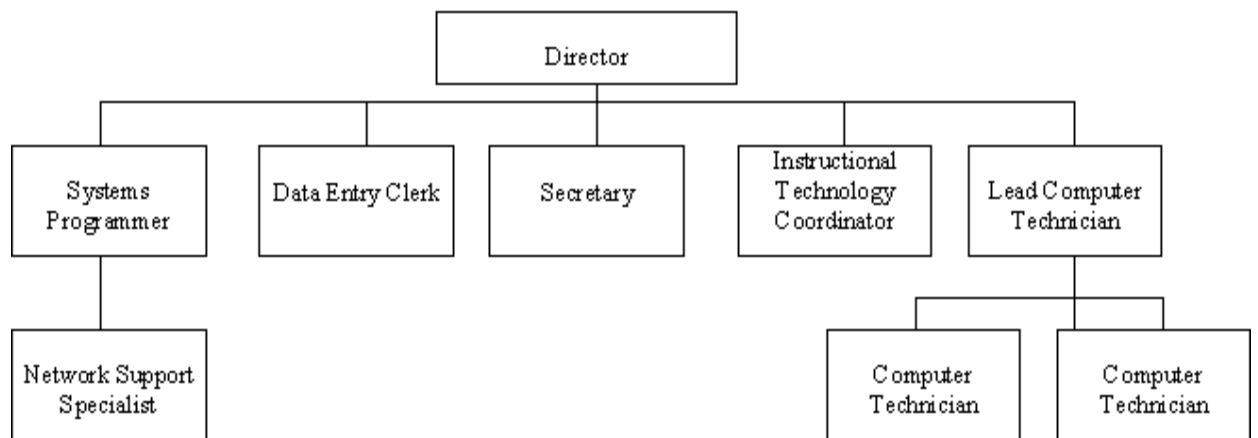 Director
Systems
Programmer
Data Entry Clerk
Secretary
Instructional
Technology
Coordinator
Lead Computer
Technician
Network Support
Specialist
Computer
Technician
Computer
Technician